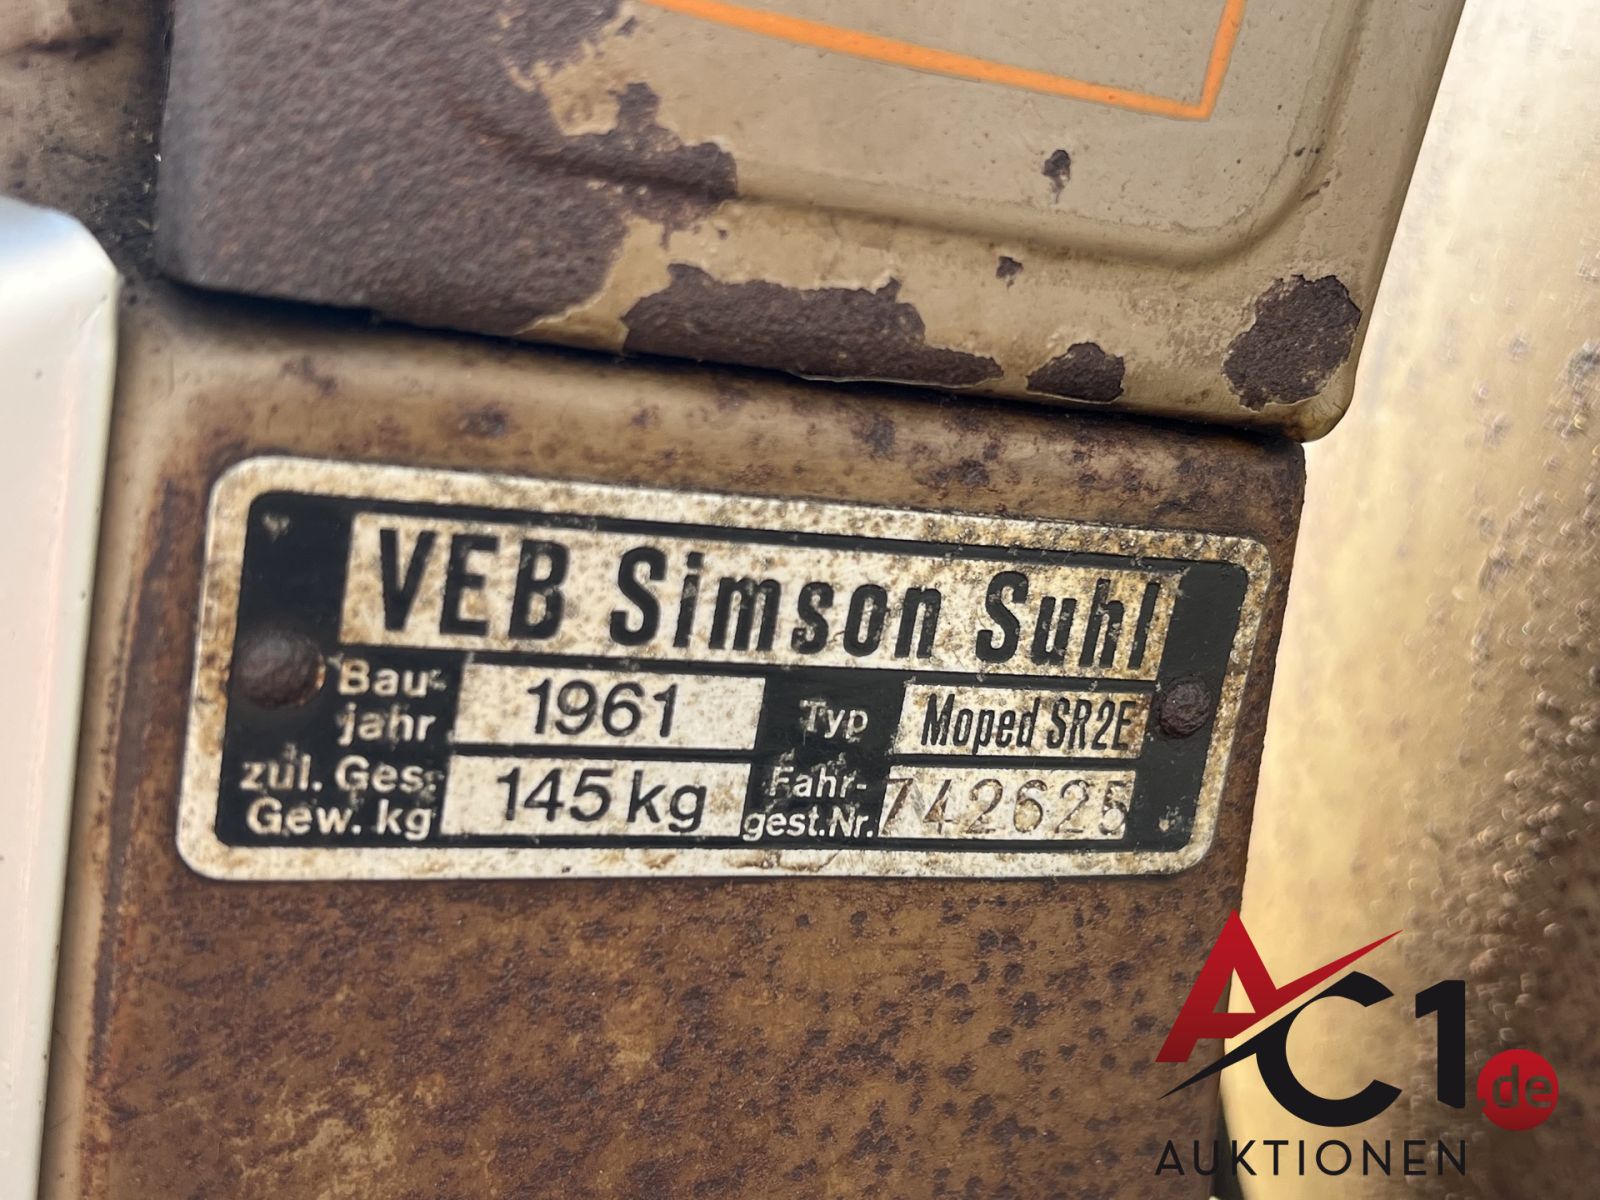 VEB Simson Suhl
Bau-
jahr
1961
Typ
Moped SR2E
zul. Ges.
Gew. kg
145 kg
Fahr-
gest.Nr.
742625
AC1.de
AUKTIONEN